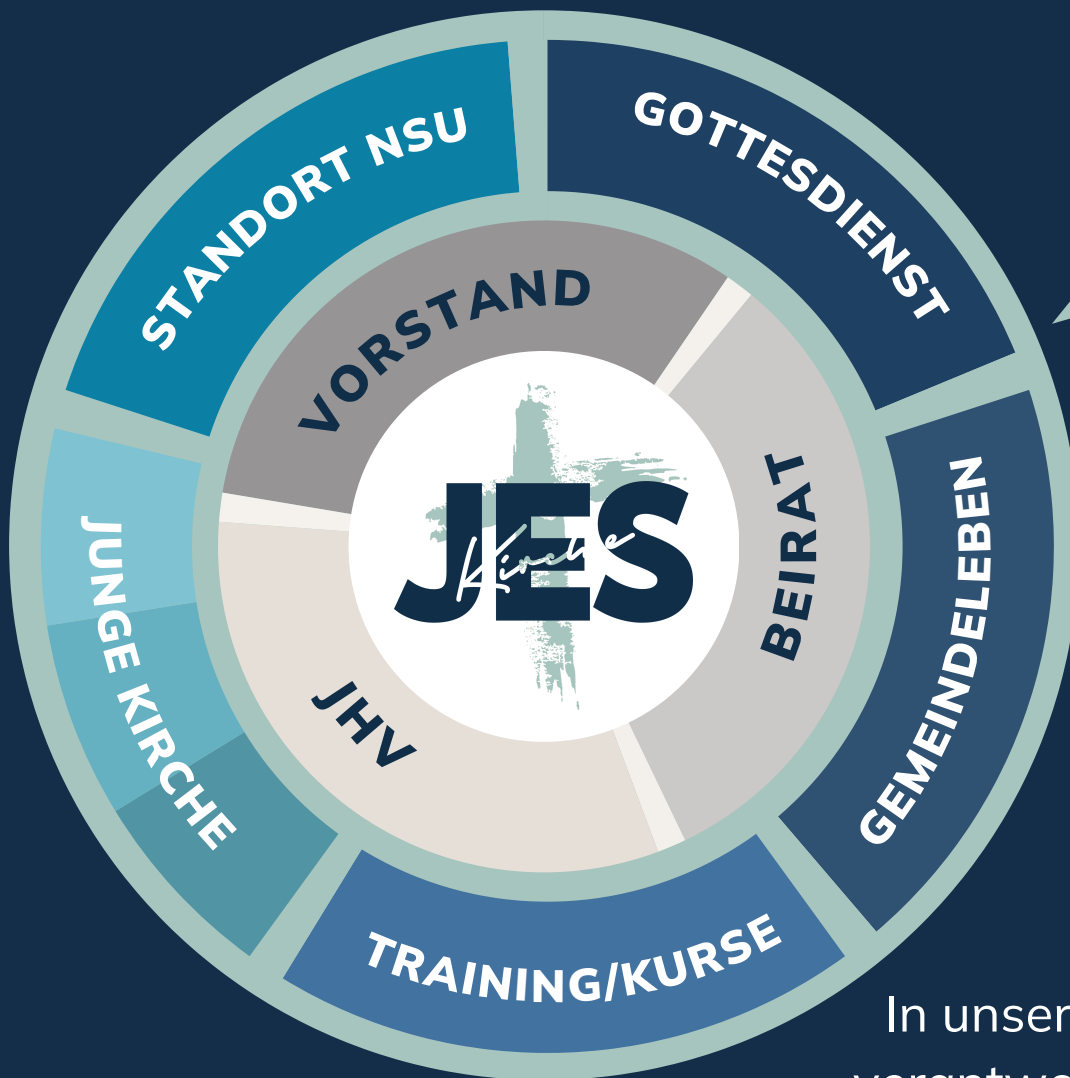 STANDORT NSU
GOTTESDIENST
GEMEINDELEBEN
TRAINING/KURSE
JUNGE KIRCHE
VORSTAND
BEIRAT
JHV
JES
Kirche
In unser